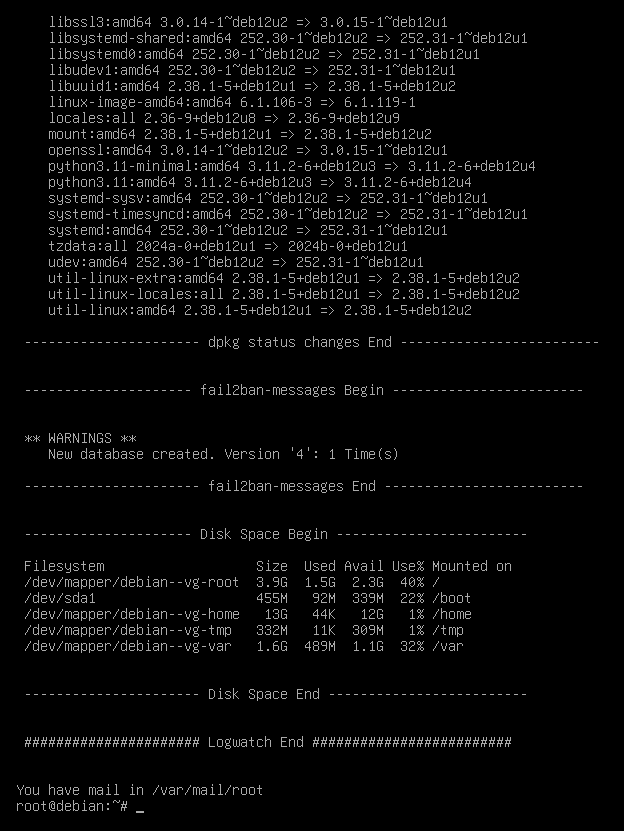 libssl3:amd64 3.0.14-1~deb12u2 => 3.0.15-1~deb12u1
libsystemd-shared:amd64 252.30-1~deb12u2 => 252.31-1~deb12u1
libsystemd0:amd64 252.30-1~deb12u2 => 252.31-1~deb12u1
libudev1:amd64 252.30-1~deb12u2 => 252.31-1~deb12u1
libuuid1:amd64 2.38.1-5+deb12u1 => 2.38.1-5+deb12u2
linux-image-amd64:amd64 6.1.106-3 => 6.1.119-1
locales:all 2.36-9+deb12u8 => 2.36-9+deb12u9
mount:amd64 2.38.1-5+deb12u1 => 2.38.1-5+deb12u2
openssl:amd64 3.0.14-1~deb12u2 => 3.0.15-1~deb12u1
python3.11-minimal:amd64 3.11.2-6+deb12u3 => 3.11.2-6+deb12u4
python3.11:amd64 3.11.2-6+deb12u3 => 3.11.2-6+deb12u4
systemd-sysv:amd64 252.30-1~deb12u2 => 252.31-1~deb12u1
systemd-timesyncd:amd64 252.30-1~deb12u2 => 252.31-1~deb12u1
systemd:amd64 252.30-1~deb12u2 => 252.31-1~deb12u1
tzdata:all 2024a-0+deb12u1 => 2024b-0+deb12u1
udev:amd64 252.30-1~deb12u2 => 252.31-1~deb12u1
util-linux-extra:amd64 2.38.1-5+deb12u1 => 2.38.1-5+deb12u2
util-linux-locales:all 2.38.1-5+deb12u1 => 2.38.1-5+deb12u2
util-linux:amd64 2.38.1-5+deb12u1 => 2.38.1-5+deb12u2
---------------------- dpkg status changes End -------------------------
--------------------- fail2ban-messages Begin ------------------------
** WARNINGS **
New database created. Version '4': 1 Time(s)
---------------------- fail2ban-messages End -------------------------
--------------------- Disk Space Begin ------------------------
Filesystem Size Used Avail Use% Mounted on
/dev/mapper/debian--vg-root 3.9G 1.5G 2.3G 40% /
/dev/sda1 455M 92M 339M 22% /boot
/dev/mapper/debian--vg-home 13G 44K 12G 1% /home
/dev/mapper/debian--vg-tmp 332M 11K 309M 1% /tmp
/dev/mapper/debian--vg-var 1.6G 489M 1.1G 32% /var
---------------------- Disk Space End -------------------------
###################### Logwatch End #########################
You have mail in /var/mail/root
root@debian:~# _